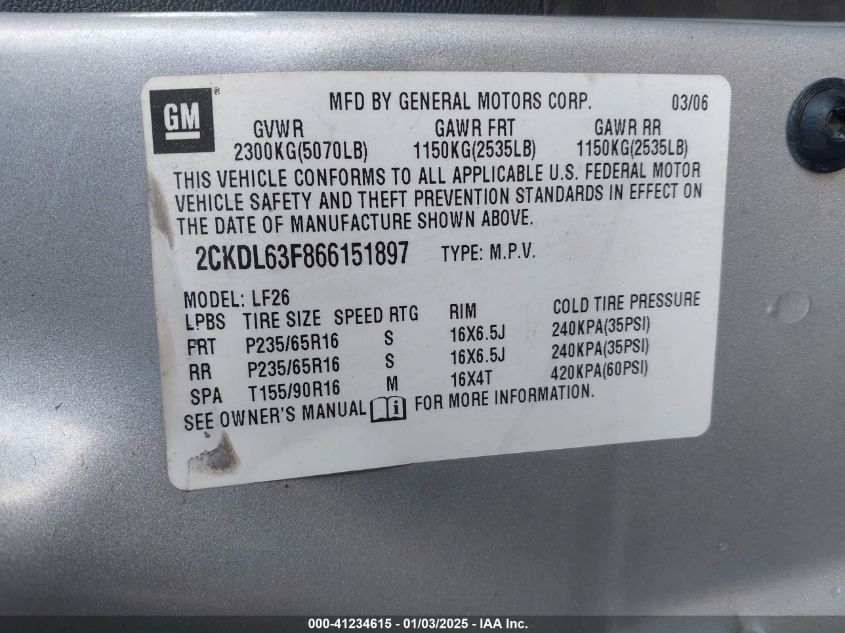 GM ® MFD BY GENERAL MOTORS CORP. 03/06
GVWR GAWR FRT GAWR RR
2300KG(5070LB) 1150KG(2535LB) 1150KG(2535LB)
THIS VEHICLE CONFORMS TO ALL APPLICABLE U.S. FEDERAL MOTOR
VEHICLE SAFETY AND THEFT PREVENTION STANDARDS IN EFFECT ON
THE DATE OF MANUFACTURE SHOWN ABOVE.
2CKDL63F866151897 TYPE: M.P.V.
MODEL: LF26
LPBS TIRE SIZE SPEED RTG RIM COLD TIRE PRESSURE
FRT P235/65R16 S 16X6.5J 240KPA(35PSI)
RR P235/65R16 S 16X6.5J 240KPA(35PSI)
SPA T155/90R16 M 16X4T 420KPA(60PSI)
SEE OWNER'S MANUAL i FOR MORE INFORMATION.
000-41234615 - 01/03/2025 - IAA Inc.